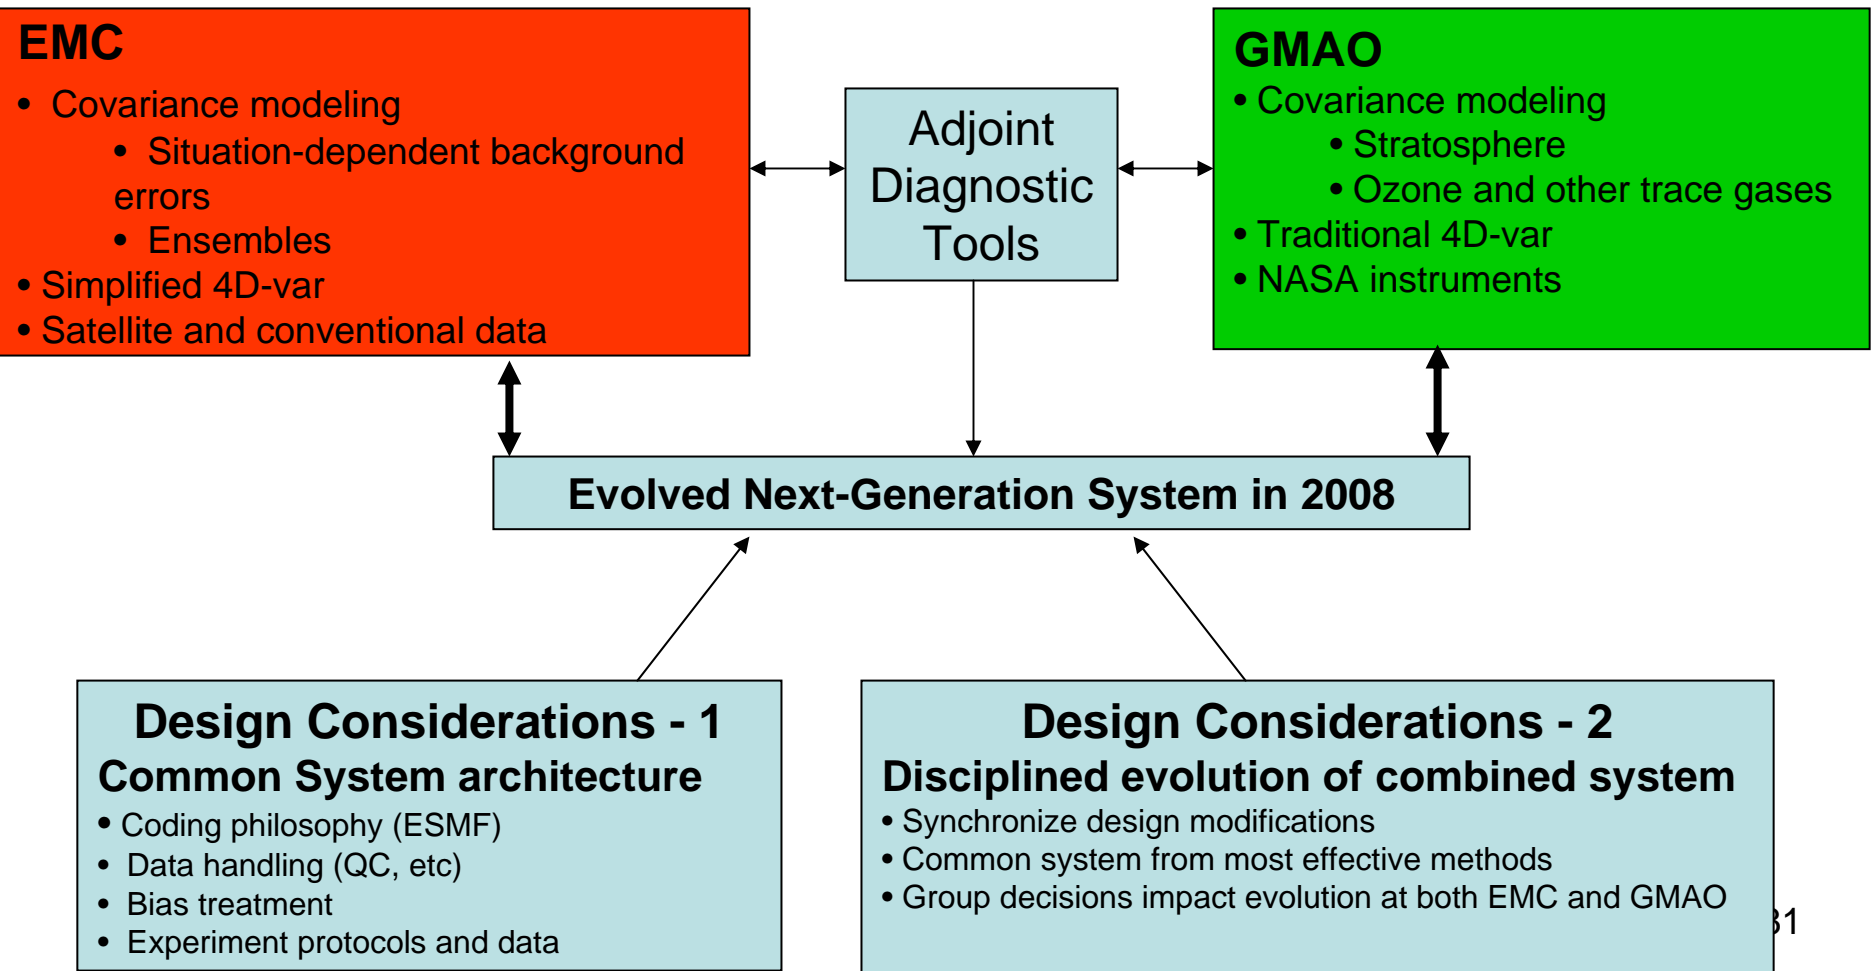 EMC
• Covariance modeling
• Situation-dependent background
errors
• Ensembles
• Simplified 4D-var
• Satellite and conventional data
Adjoint
Diagnostic
Tools
GMAO
• Covariance modeling
• Stratosphere
• Ozone and other trace gases
• Traditional 4D-var
• NASA instruments
Evolved Next-Generation System in 2008
Design Considerations - 1
Common System architecture
• Coding philosophy (ESMF)
• Data handling (QC, etc)
• Bias treatment
• Experiment protocols and data
Design Considerations - 2
Disciplined evolution of combined system
• Synchronize design modifications
• Common system from most effective methods
• Group decisions impact evolution at both EMC and GMAO
31